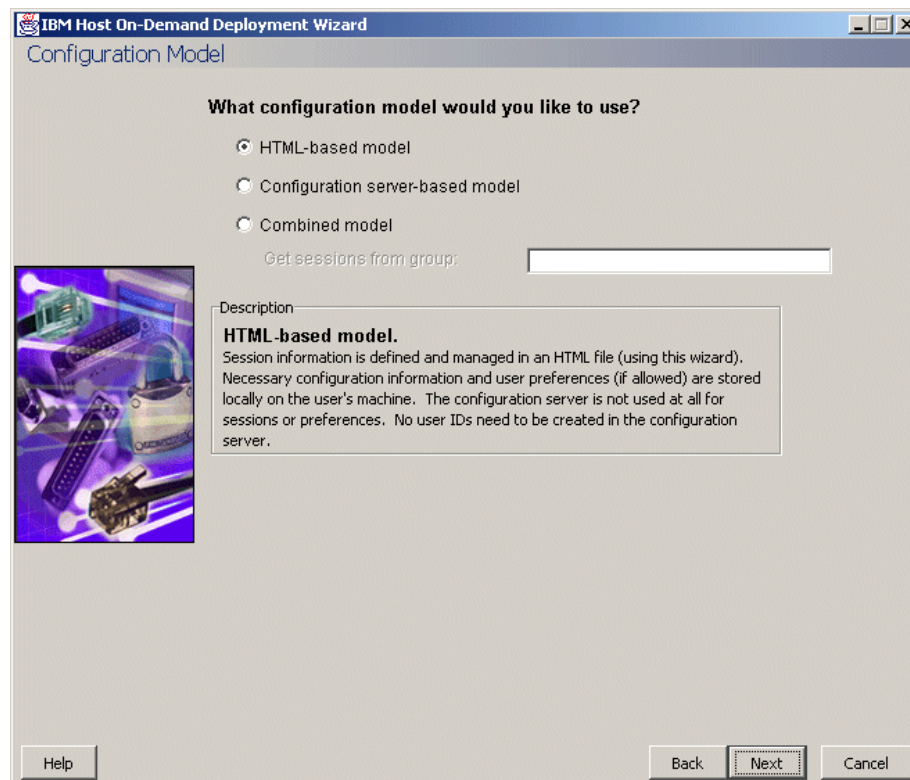 IBM Host On-Demand Deployment Wizard
Configuration Model
What configuration model would you like to use?
HTML-based model
Configuration server-based model
Combined model
Get sessions from group:
Description
HTML-based model.
Session information is defined and managed in an HTML file (using this wizard).
Necessary configuration information and user preferences (if allowed) are stored
locally on the user's machine. The configuration server is not used at all for
sessions or preferences. No user IDs need to be created in the configuration
server.
Help
Back
Next
Cancel